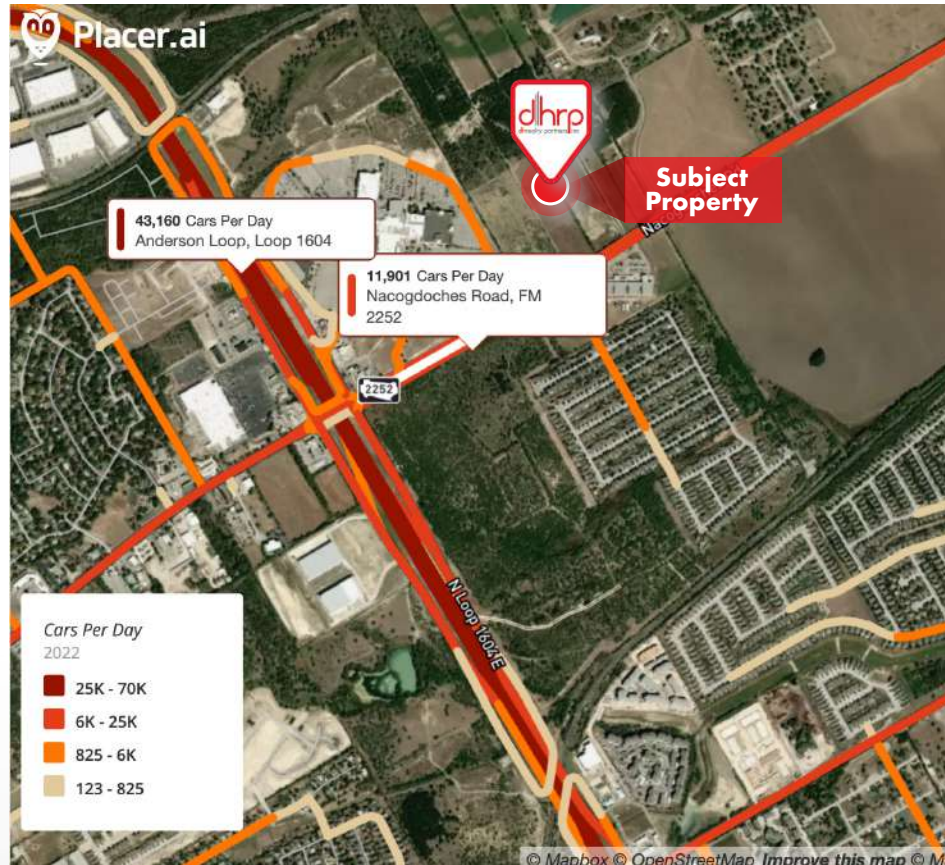 Placer.ai
dhrp
Subject
Property
43,160 Cars Per Day
Anderson Loop, Loop 1604
11,901 Cars Per Day
Nacogdoches Road, FM
2252
2252
N Loop 1604 E
Cars Per Day
2022
25K - 70K
6K - 25K
825 - 6K
123 - 825
© Mapbox © OpenStreetMap Improve this map © M